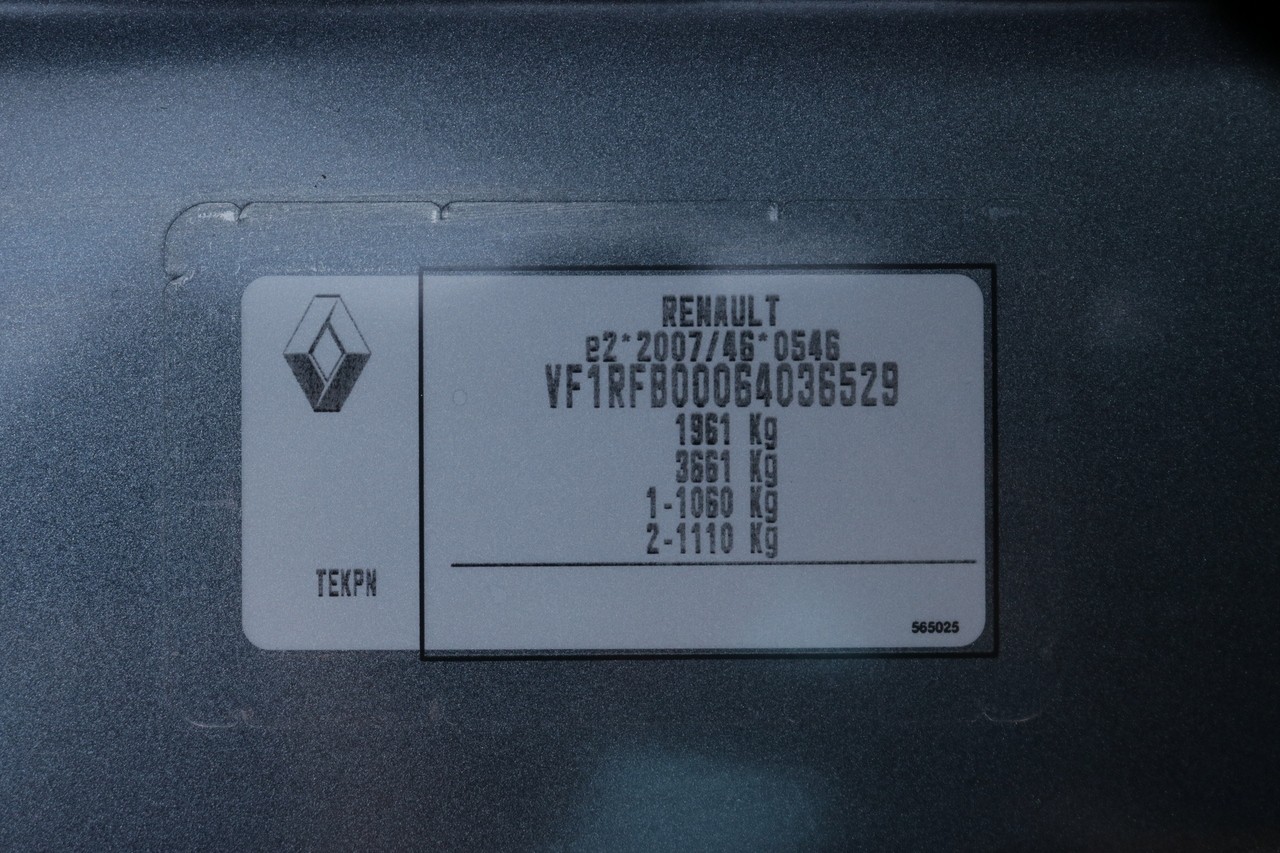 RENAULT
e2*2007/46*0546
VF1RFB00064036529
1961 Kg
3661 Kg
1-1060 Kg
2-1110 Kg
TEKPN
565025